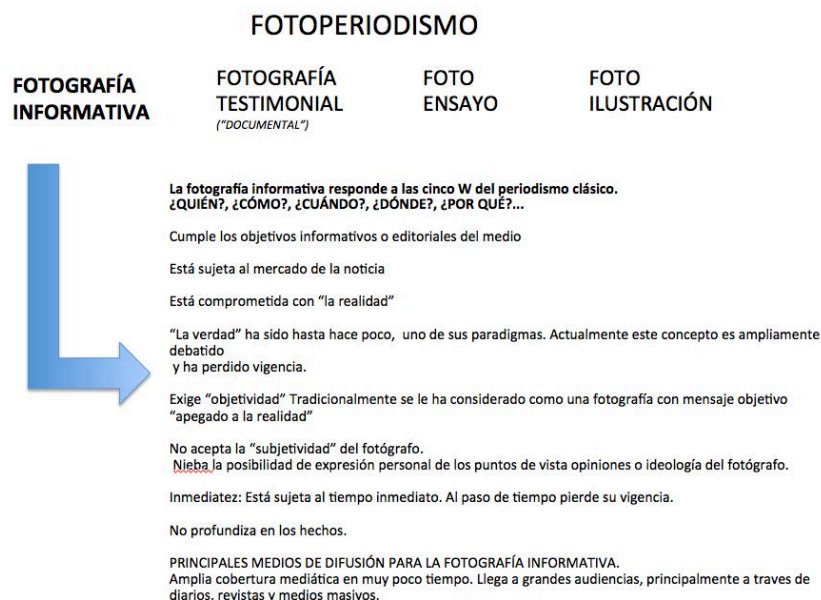 FOTOPERIODISMO
FOTOGRAFÍA
INFORMATIVA
FOTOGRAFÍA
TESTIMONIAL
("DOCUMENTAL")
FOTO
ENSAYO
FOTO
ILUSTRACIÓN
La fotografía informativa responde a las cinco W del periodismo clásico.
¿QUIÉN?, ¿CÓMO?, ¿CUÁNDO?, ¿DÓNDE?, ¿POR QUÉ?...
Cumple los objetivos informativos o editoriales del medio
Está sujeta al mercado de la noticia
Está comprometida con “la realidad”
“La verdad” ha sido hasta hace poco,  uno de sus paradigmas. Actualmente este concepto es ampliamente
debatido
y ha perdido vigencia.
Exige “objetividad” Tradicionalmente se le ha considerado como una fotografía con mensaje objetivo
“apegado a la realidad”
No acepta la “subjetividad” del fotógrafo.
Nieba la posibilidad de expresión personal de los puntos de vista opiniones o ideología del fotógrafo.
Inmediatez: Está sujeta al tiempo inmediato. Al paso de tiempo pierde su vigencia.
No profundiza en los hechos.
PRINCIPALES MEDIOS DE DIFUSIÓN PARA LA FOTOGRAFÍA INFORMATIVA.
Amplia cobertura mediática en muy poco tiempo. Llega a grandes audiencias, principalmente a traves de
diarios, revistas y medios masivos.